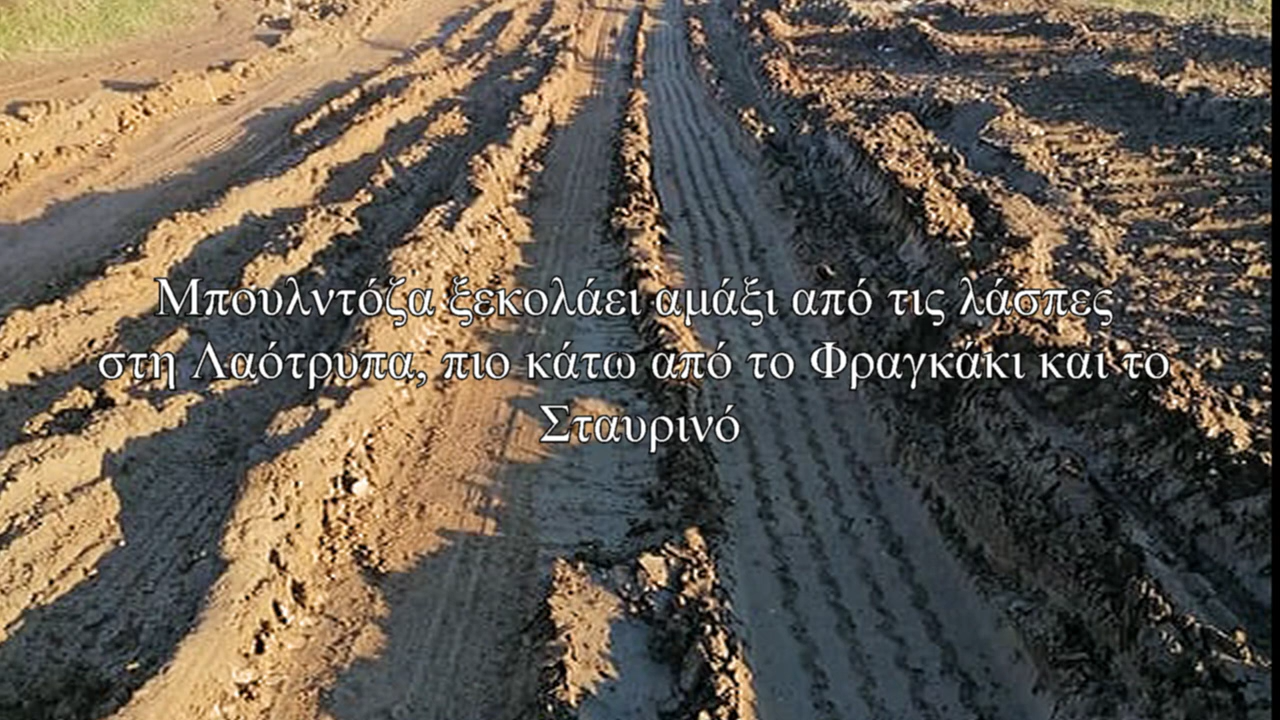 Μπουλντόζα ξεκολάει αμάξι από τις λάσπες
στη Λαότρυπα, πιο κάτω από το Φραγκάκι και το
Σταυρινό